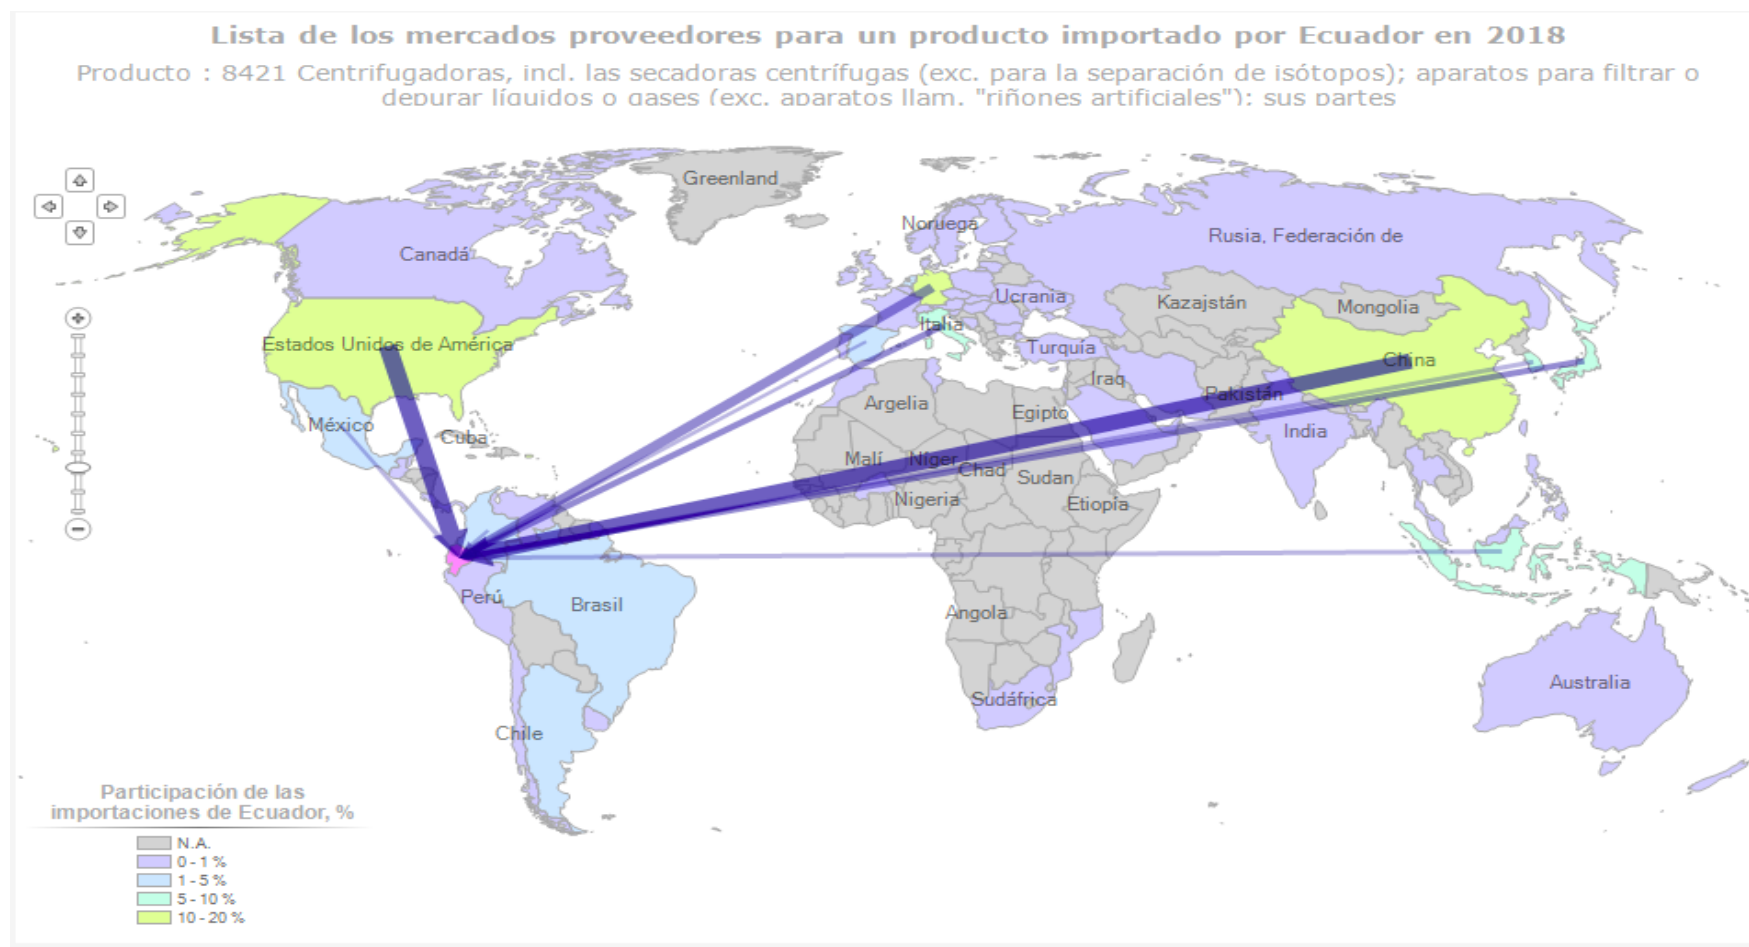 Lista de los mercados proveedores para un producto importado por Ecuador en 2018
Producto : 8421 Centrifugadoras, incl. las secadoras centrífugas (exc. para la separación de isótopos); aparatos para filtrar o
depurar líquidos o gases (exc. aparatos llam. "riñones artificiales"); sus partes
Greenland
Noruega
Canadá
Rusia, Federación de
Ucrania
Kazajstán
Mongolia
Italia
Estados Unidos de América
Turquía
China
Iraq
Pakistán
Argelia
Egipto
México
Cuba
India
Malí
Níger
Chad
Sudan
Nigeria
Etiopía
Perú
Brasil
Angola
Australia
Sudáfrica
Chile
Participación de las
importaciones de Ecuador, %
N.A.
0 - 1 %
1 - 5 %
5 - 10 %
10 - 20 %